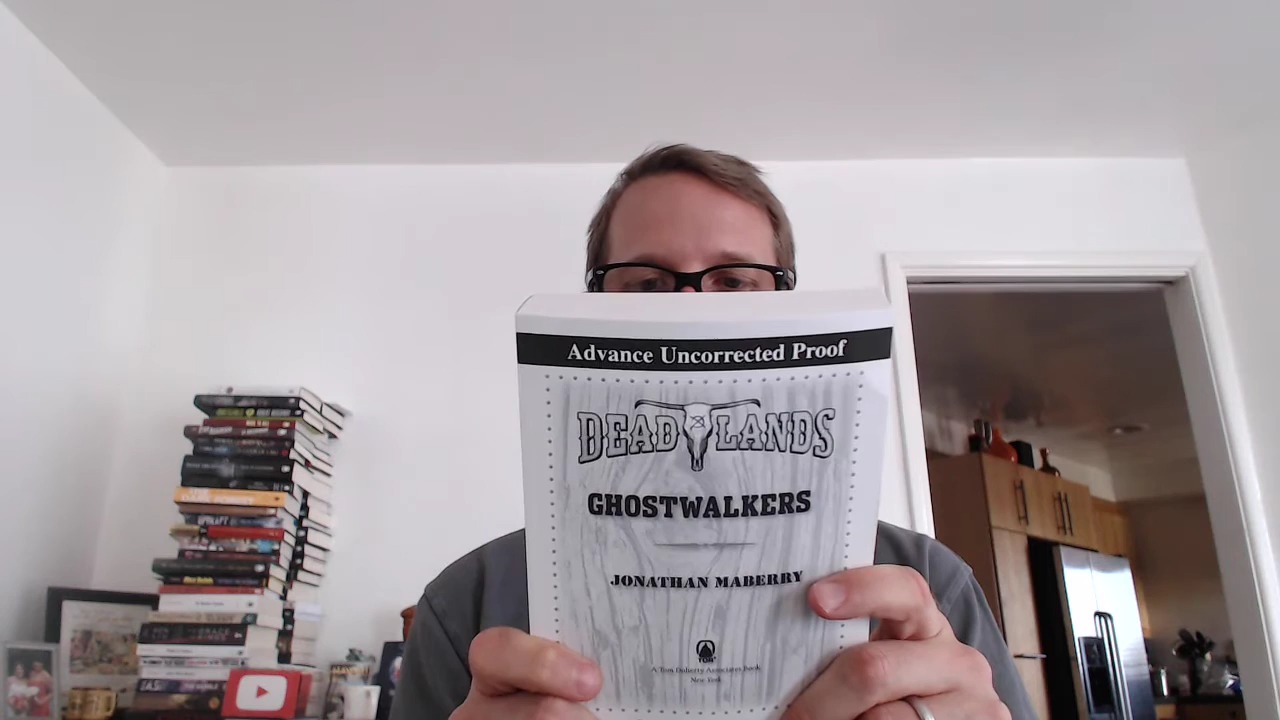 Advance Uncorrected Proof
DEADLANDS
GHOSTWALKERS
JONATHAN MABERRY
TOR
A Tom Doherty Associates Book
New York